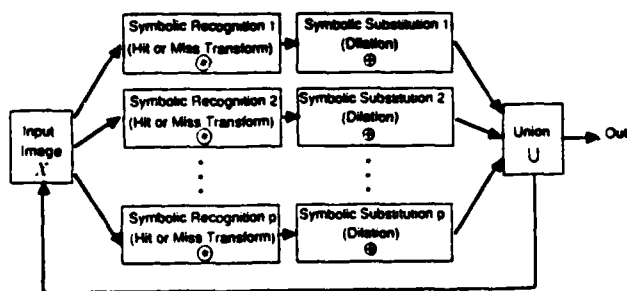 Symbolic Recognition 1
(Hit or Miss Transform)
⊙
Symbolic Substitution 1
(Dilation)
⊕
Input
Image
X
Symbolic Recognition 2
(Hit or Miss Transform)
⊙
Symbolic Substitution 2
(Dilation)
⊕
Union
∪
Out
Symbolic Recognition p
(Hit or Miss Transform)
⊙
Symbolic Substitution p
(Dilation)
⊕